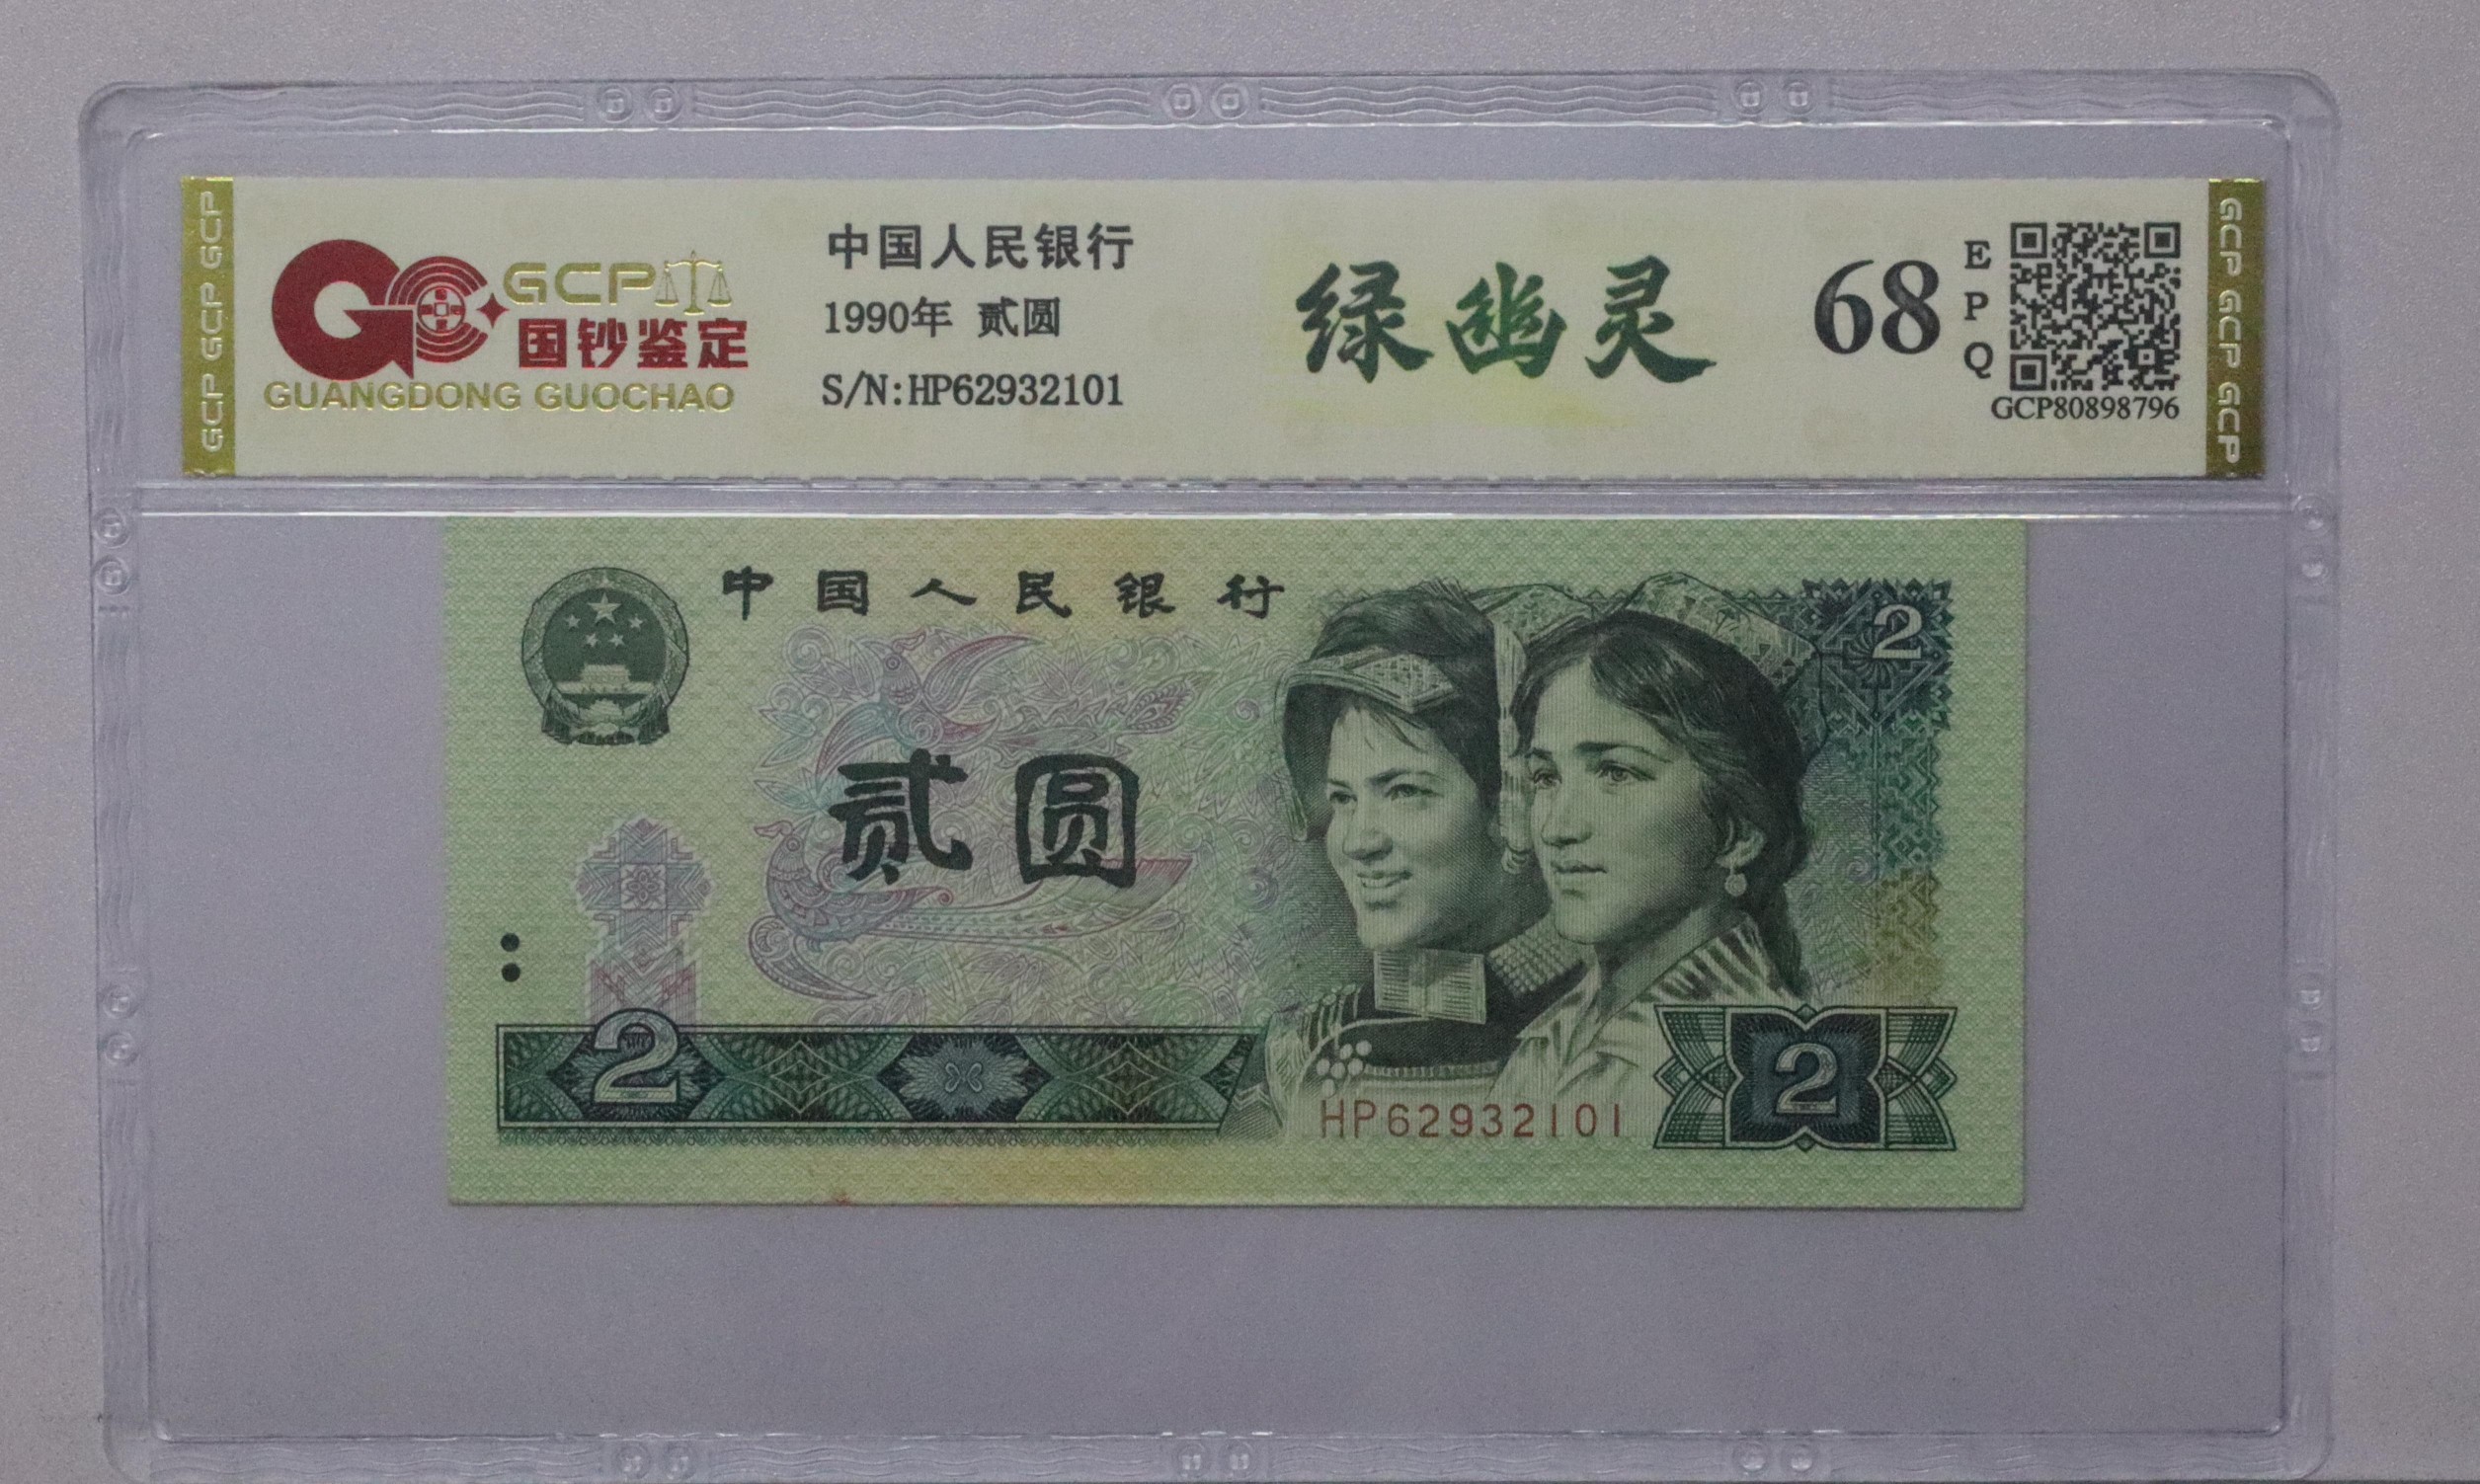 GCP GCP GCP
GCP
国钞鉴定
GUANGDONG GUOCHAO
中国人民银行
1990年 贰圆
S/N:HP62932101
绿幽灵
68
EPQ
GCP80898796
GCP GCP GCP
中国人民银行
2
贰圆
2
2
HP62932101